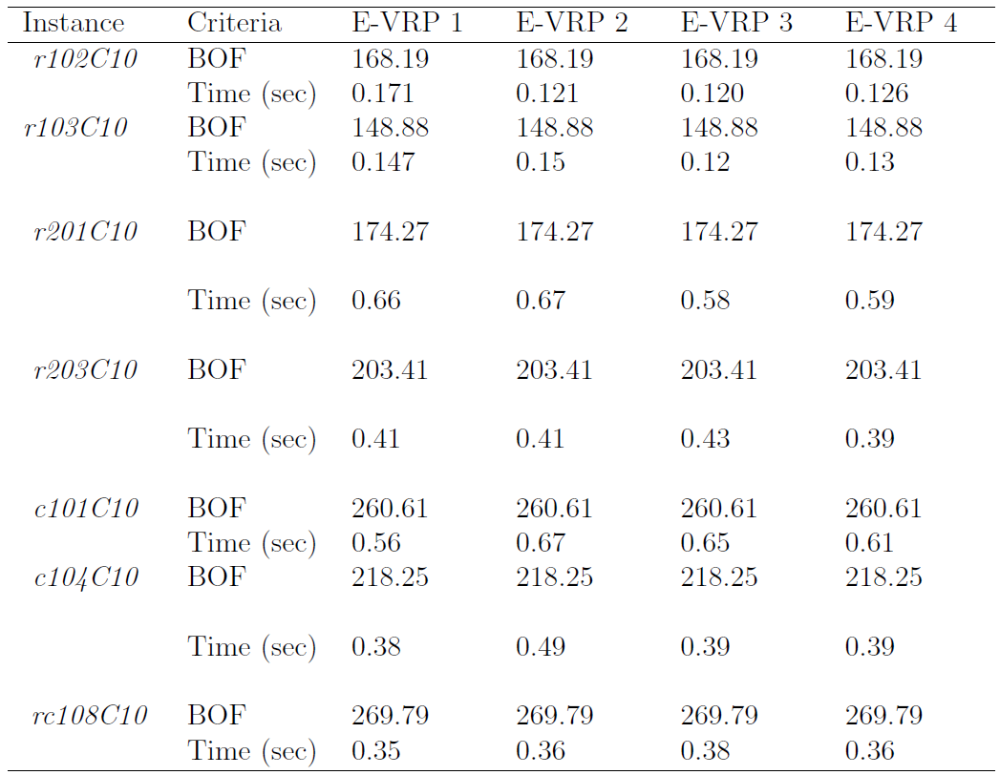 Instance Criteria E-VRP 1 E-VRP 2 E-VRP 3 E-VRP 4
r102C10 BOF 168.19 168.19 168.19 168.19
Time (sec) 0.171 0.121 0.120 0.126
r103C10 BOF 148.88 148.88 148.88 148.88
Time (sec) 0.147 0.15 0.12 0.13
r201C10 BOF 174.27 174.27 174.27 174.27
Time (sec) 0.66 0.67 0.58 0.59
r203C10 BOF 203.41 203.41 203.41 203.41
Time (sec) 0.41 0.41 0.43 0.39
c101C10 BOF 260.61 260.61 260.61 260.61
Time (sec) 0.56 0.67 0.65 0.61
c104C10 BOF 218.25 218.25 218.25 218.25
Time (sec) 0.38 0.49 0.39 0.39
rc108C10 BOF 269.79 269.79 269.79 269.79
Time (sec) 0.35 0.36 0.38 0.36